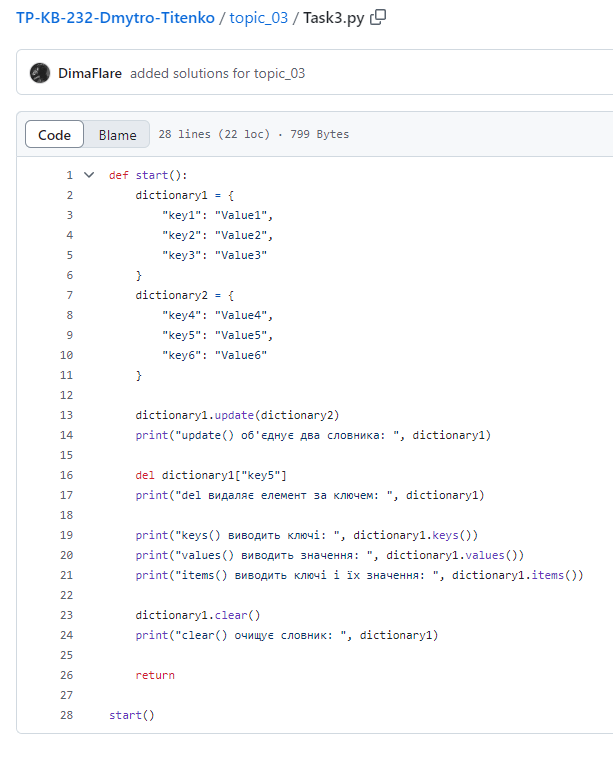 TP-KB-232-Dmytro-Titenko / topic_03 / Task3.py
DimaFlare added solutions for topic_03
Code Blame 28 lines (22 loc) · 799 Bytes
1 def start():
2     dictionary1 = {
3         "key1": "Value1",
4         "key2": "Value2",
5         "key3": "Value3"
6     }
7     dictionary2 = {
8         "key4": "Value4",
9         "key5": "Value5",
10         "key6": "Value6"
11     }
12
13     dictionary1.update(dictionary2)
14     print("update() об'єднує два словника: ", dictionary1)
15
16     del dictionary1["key5"]
17     print("del видаляє елемент за ключем: ", dictionary1)
18
19     print("keys() виводить ключі: ", dictionary1.keys())
20     print("values() виводить значення: ", dictionary1.values())
21     print("items() виводить ключі і їх значення: ", dictionary1.items())
22
23     dictionary1.clear()
24     print("clear() очищує словник: ", dictionary1)
25
26     return
27
28 start()